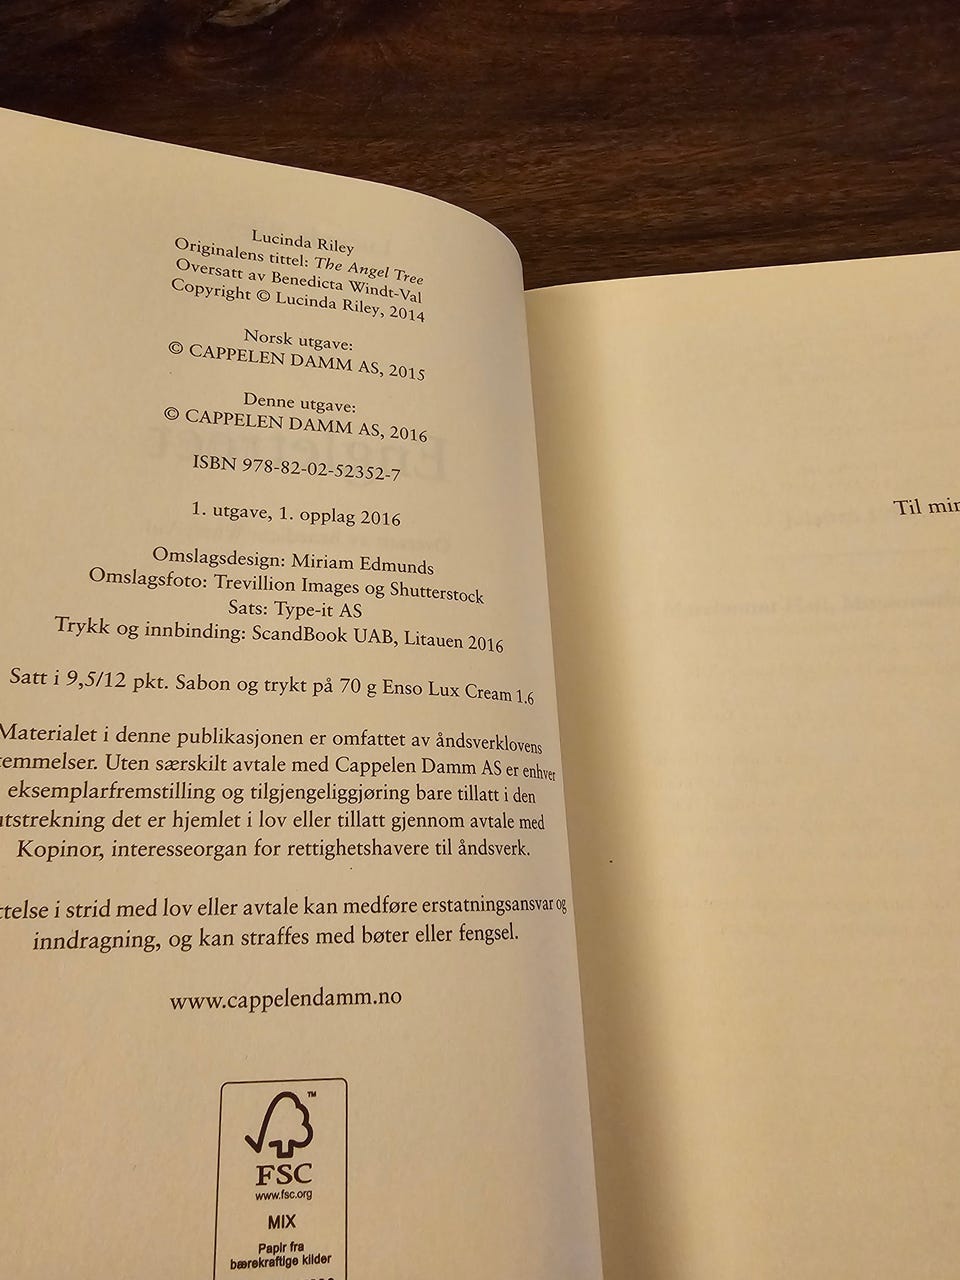 Lucinda Riley
Originalens tittel: The Angel Tree
Oversatt av Benedicta Windt-Val
Copyright © Lucinda Riley, 2014
Norsk utgave:
© CAPPELEN DAMM AS, 2015
Denne utgave:
© CAPPELEN DAMM AS, 2016
ISBN 978-82-02-52352-7
1. utgave, 1. opplag 2016
Omslagsdesign: Miriam Edmunds
Omslagsfoto: Trevillion Images og Shutterstock
Sats: Type-it AS
Trykk og innbinding: ScandBook UAB, Litauen 2016
Satt i 9,5/12 pkt. Sabon og trykt på 70 g Enso Lux Cream 1.6
Materialet i denne publikasjonen er omfattet av åndsverklovens
temmelser. Uten særskilt avtale med Cappelen Damm AS er enhver
eksemplarfremstilling og tilgjengeliggjøring bare tillatt i den
utstrekning det er hjemlet i lov eller tillatt gjennom avtale med
Kopinor, interesseorgan for rettighetshavere til åndsverk.
ttelse i strid med lov eller avtale kan medføre erstatningsansvar og
inndragning, og kan straffes med bøter eller fengsel.
www.cappelendamm.no
FSC
www.fsc.org
MIX
Papir fra
bærekraftige kilder
Til min